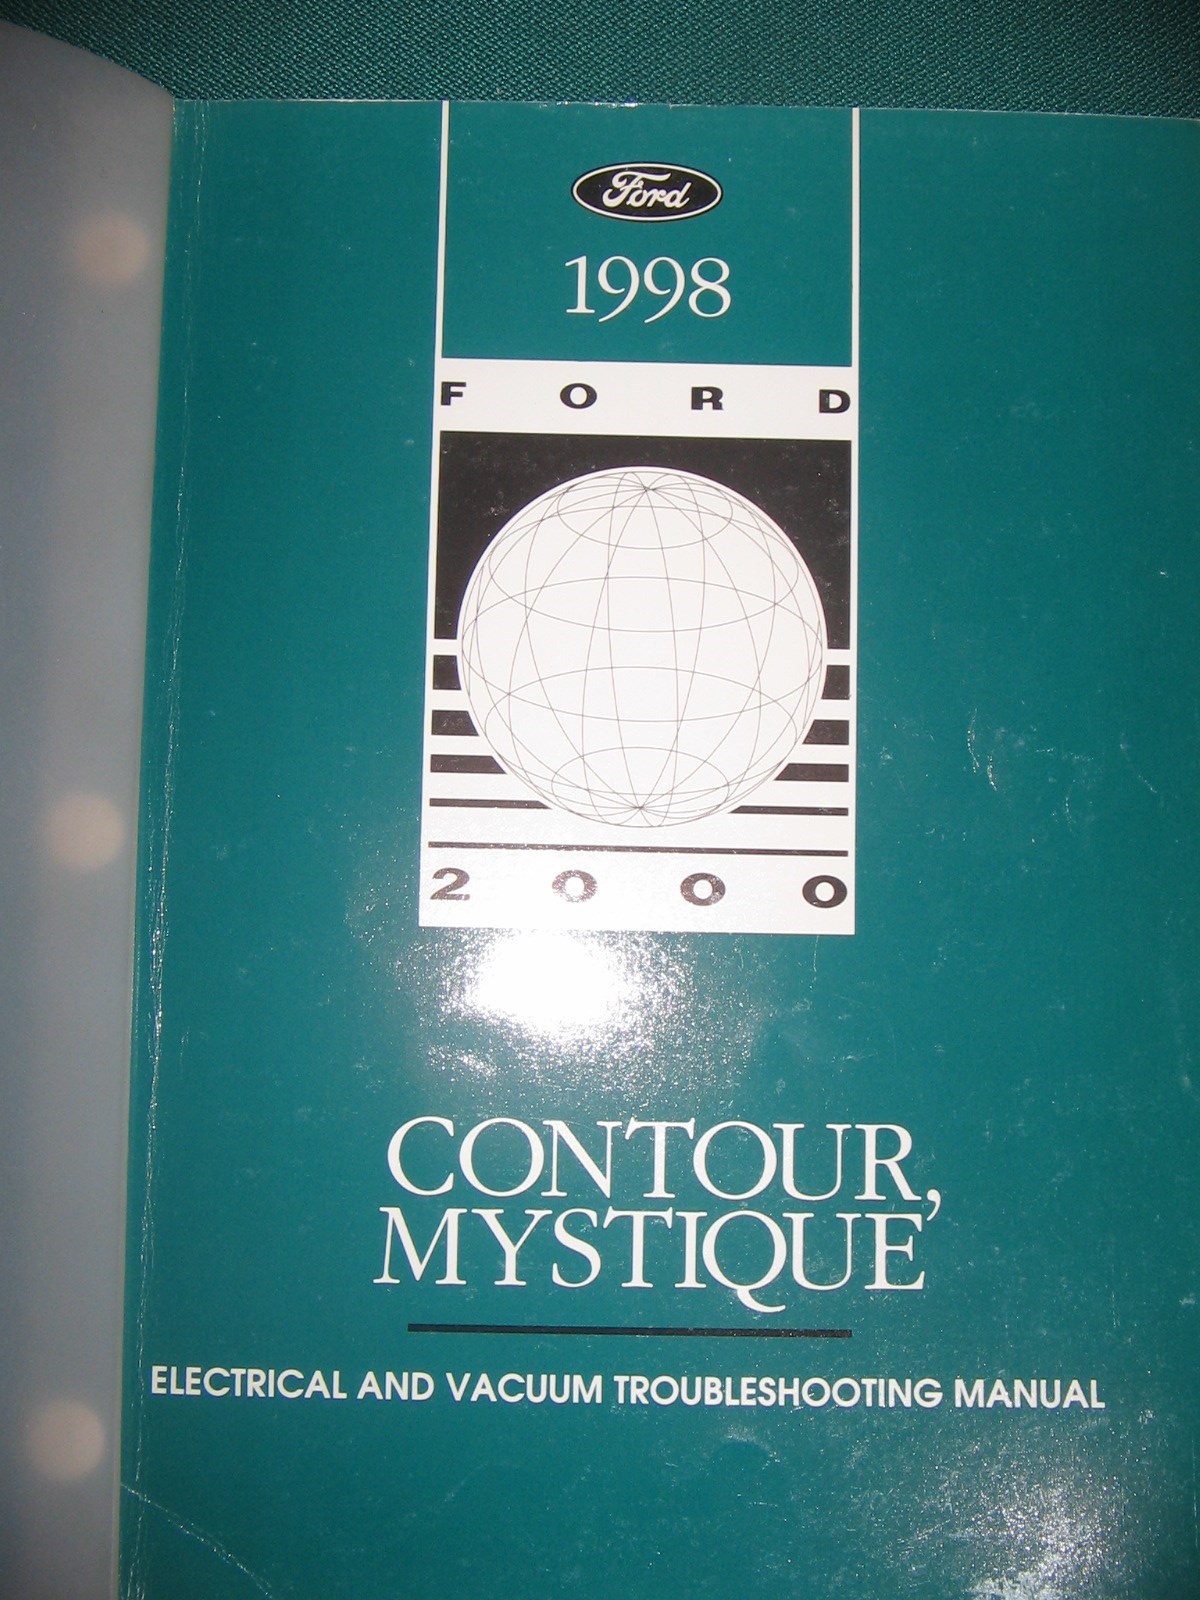 Ford
1998
FORD
2000
CONTOUR,
MYSTIQUE
ELECTRICAL AND VACUUM TROUBLESHOOTING MANUAL